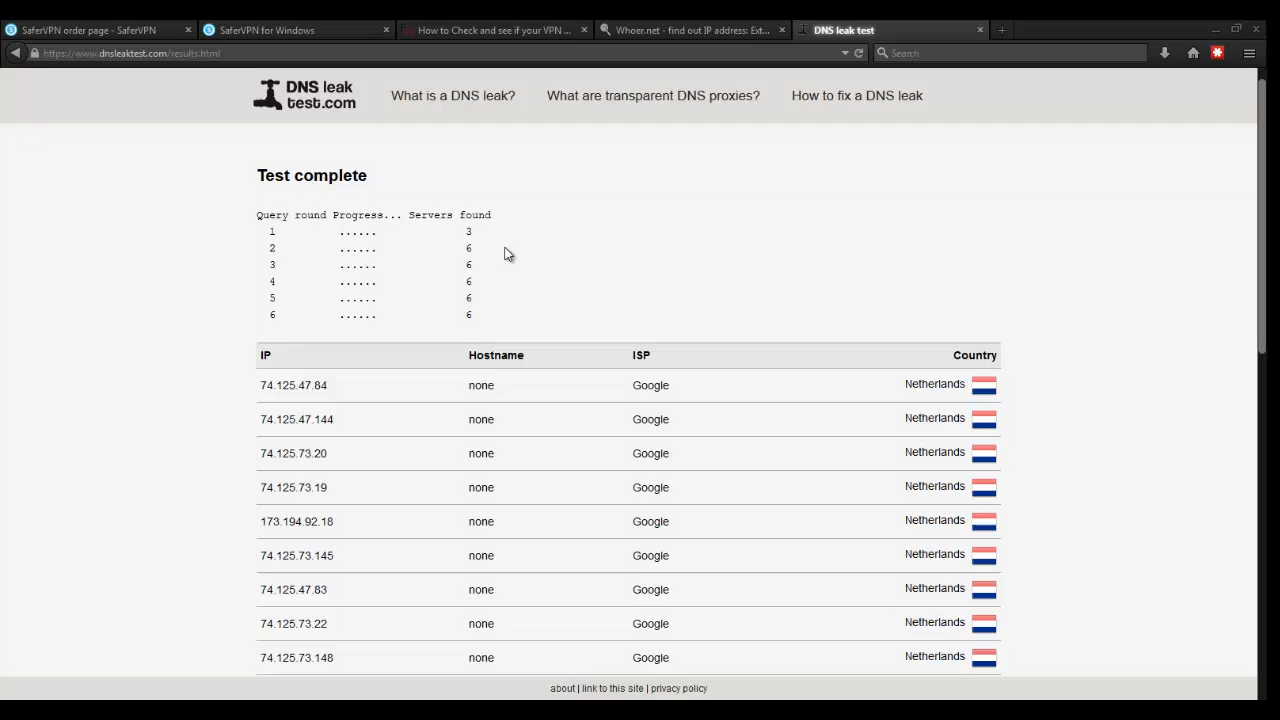 SaferVPN order page - SaferVPN × SaferVPN for Windows × How to Check and see if your VPN ... × Whoer.net - find out IP address: Ext... × DNS leak test ×
https://www.dnsleaktest.com/results.html Search
DNS leak
test.com
What is a DNS leak? What are transparent DNS proxies? How to fix a DNS leak
Test complete
Query round Progress... Servers found
1 ...... 3
2 ...... 6
3 ...... 6
4 ...... 6
5 ...... 6
6 ...... 6
IP Hostname ISP Country
74.125.47.84 none Google Netherlands
74.125.47.144 none Google Netherlands
74.125.73.20 none Google Netherlands
74.125.73.19 none Google Netherlands
173.194.92.18 none Google Netherlands
74.125.73.145 none Google Netherlands
74.125.47.83 none Google Netherlands
74.125.73.22 none Google Netherlands
74.125.73.148 none Google Netherlands
about | link to this site | privacy policy